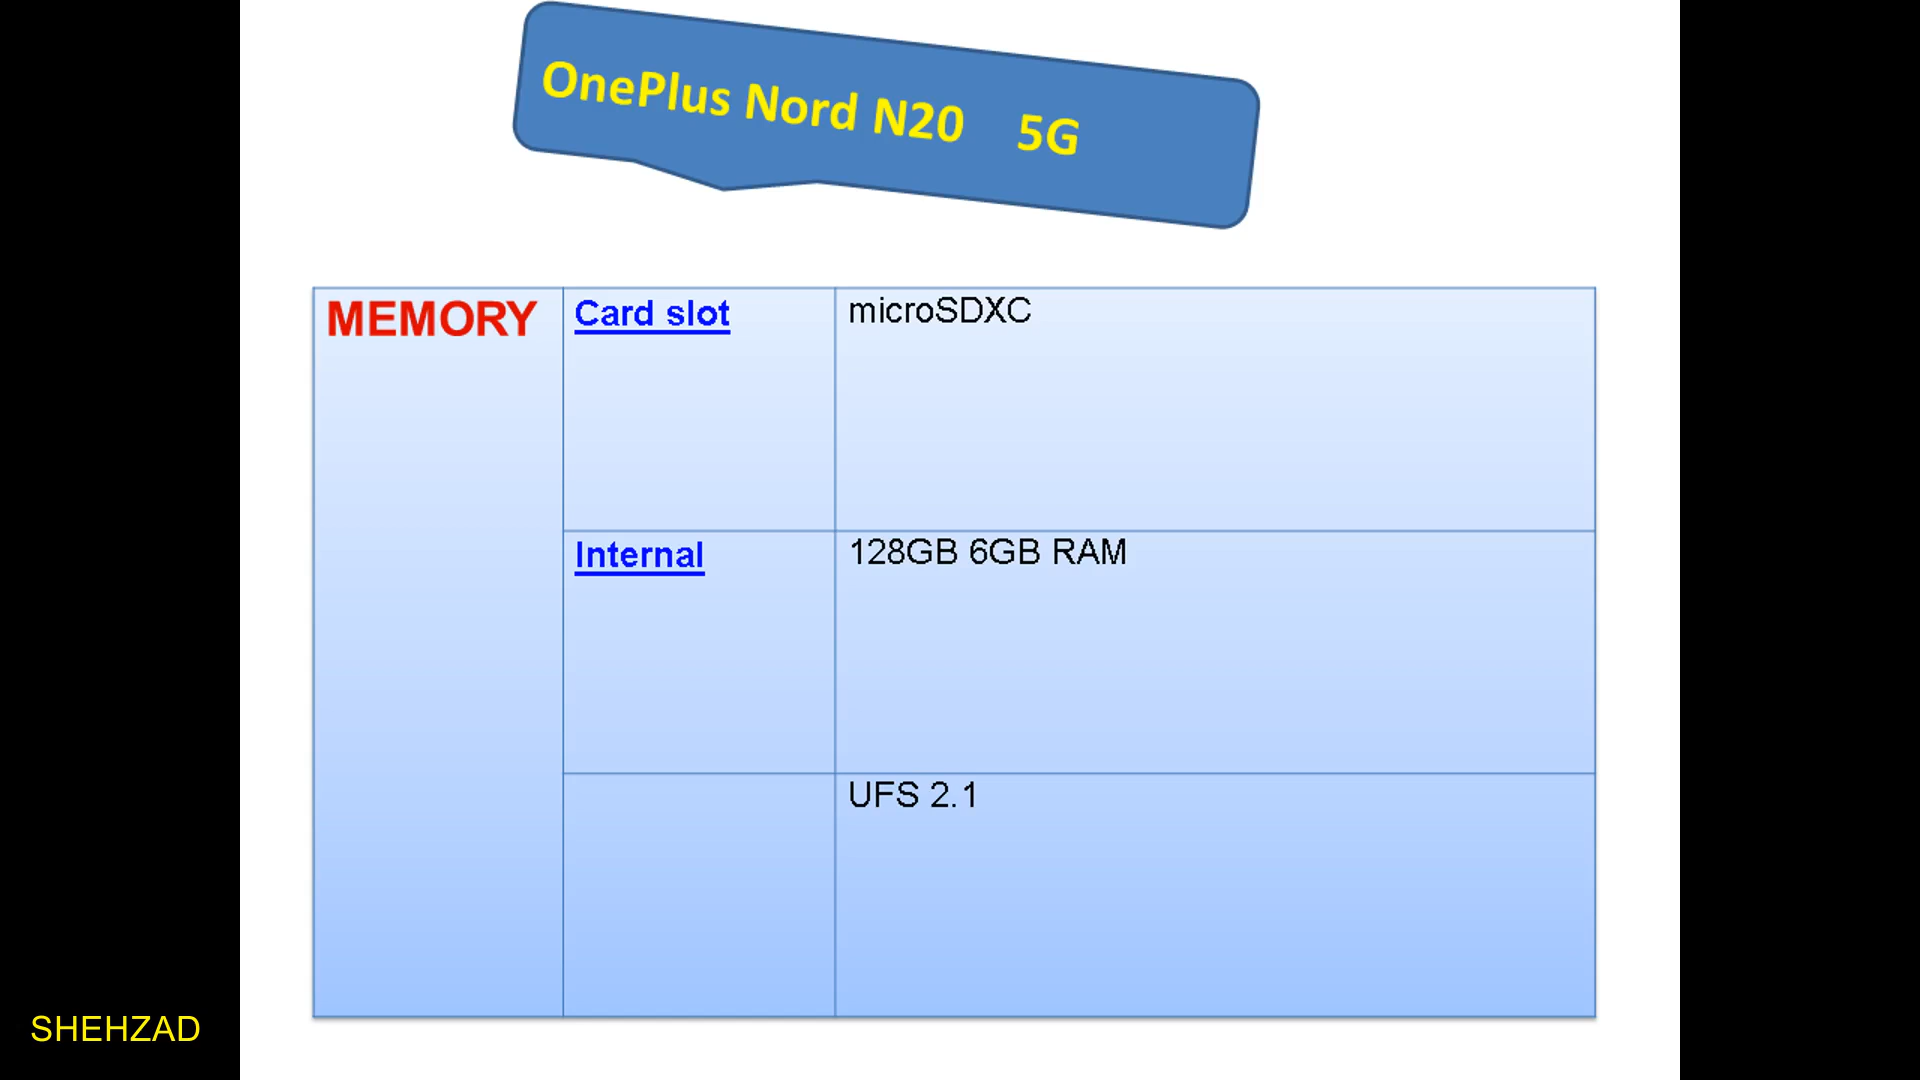 OnePlus Nord N20 5G
MEMORY Card slot microSDXC
Internal 128GB 6GB RAM
UFS 2.1
SHEHZAD